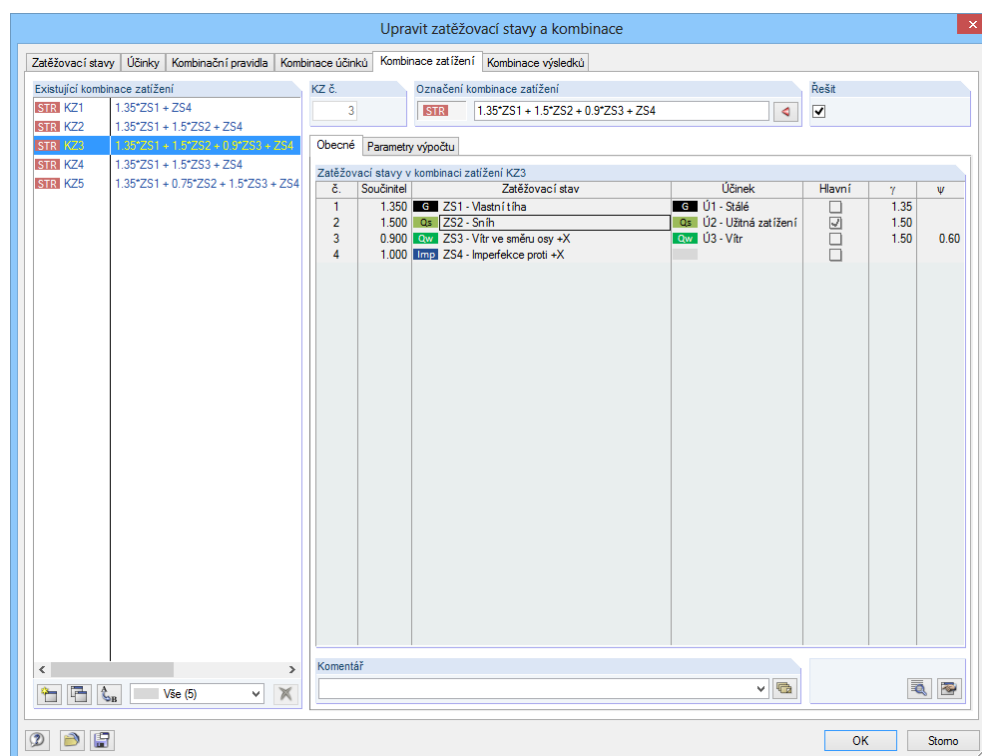 Upravit zatěžovací stavy a kombinace
Zatěžovací stavy Účinky Kombinační pravidla Kombinace účinků Kombinace zatížení Kombinace výsledků
Existující kombinace zatížení
STR KZ1 1.35*ZS1 + ZS4
STR KZ2 1.35*ZS1 + 1.5*ZS2 + ZS4
STR KZ3 1.35*ZS1 + 1.5*ZS2 + 0.9*ZS3 + ZS4
STR KZ4 1.35*ZS1 + 1.5*ZS3 + ZS4
STR KZ5 1.35*ZS1 + 0.75*ZS2 + 1.5*ZS3 + ZS4
Vše (5)
KZ č.
3
Označení kombinace zatížení
STR 1.35*ZS1 + 1.5*ZS2 + 0.9*ZS3 + ZS4
Řešit
Obecné Parametry výpočtu
Zatěžovací stavy v kombinaci zatížení KZ3
č. Součinitel Zatěžovací stav Účinek Hlavní γ ψ
1 1.350 G ZS1 - Vlastní tíha G Ú1 - Stálé 1.35
2 1.500 Qs ZS2 - Sníh Qs Ú2 - Užitná zatížení 1.50
3 0.900 Qw ZS3 - Vítr ve směru osy +X Qw Ú3 - Vítr 1.50 0.60
4 1.000 Imp ZS4 - Imperfekce proti +X
Komentář
OK Storno